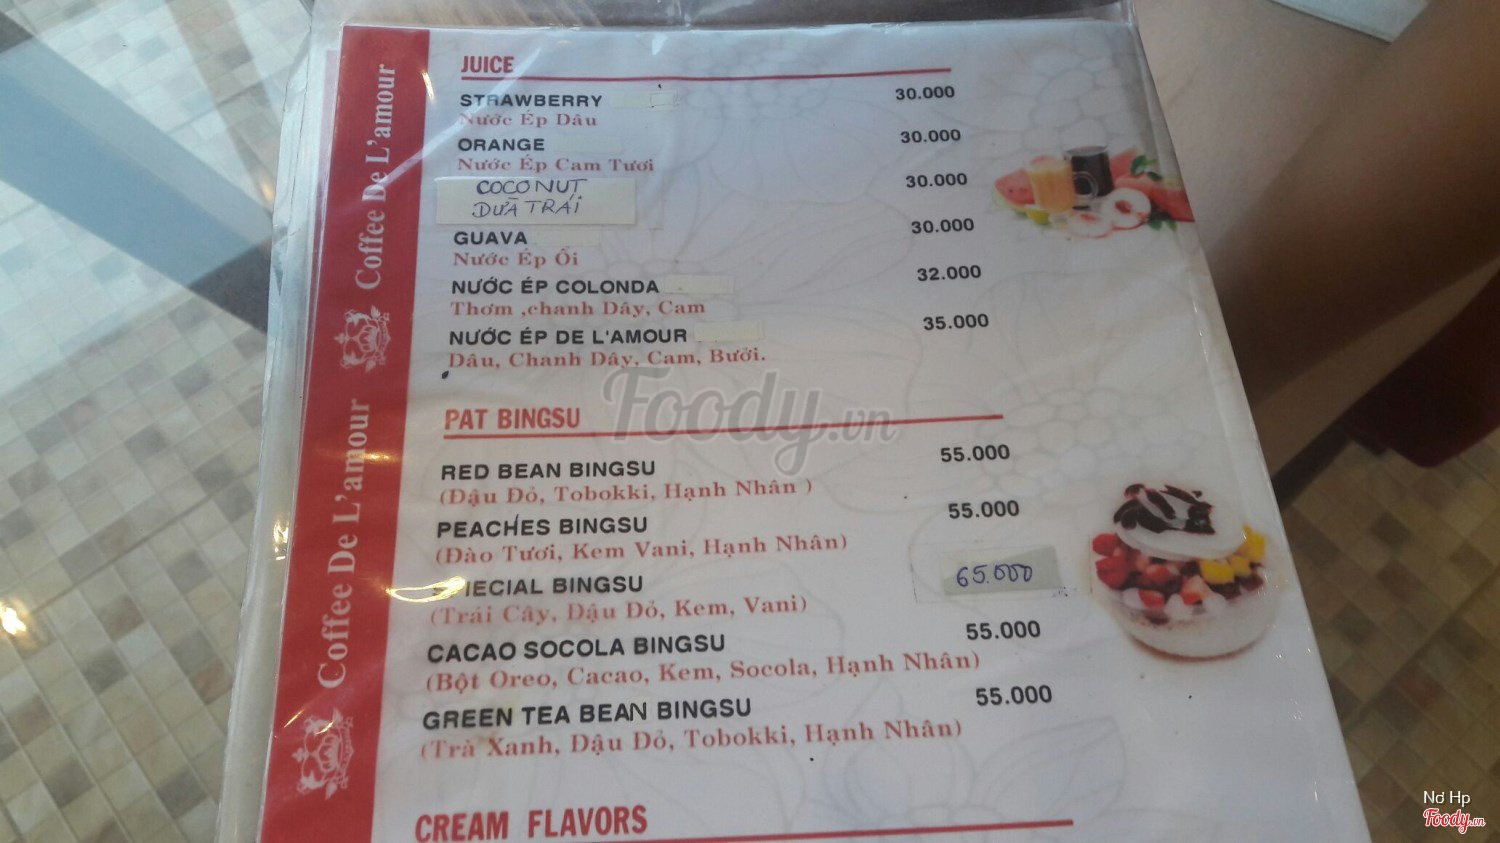 Coffee De L'amour
Coffee De L'amour
JUICE
STRAWBERRY 30.000
Nước Ép Dâu
ORANGE 30.000
Nước Ép Cam Tươi
COCONUT 30.000
DỪA TRÁI
GUAVA 30.000
Nước Ép Ổi
NƯỚC ÉP COLONDA 32.000
Thơm ,chanh Dây, Cam
NƯỚC ÉP DE L'AMOUR 35.000
Dâu, Chanh Dây, Cam, Bưởi.
Foody.vn
PAT BINGSU
RED BEAN BINGSU 55.000
(Đậu Đỏ, Tobokki, Hạnh Nhân )
PEACHES BINGSU 55.000
(Đào Tươi, Kem Vani, Hạnh Nhân)
SPIECIAL BINGSU 65.000
(Trái Cây, Đậu Đỏ, Kem, Vani)
CACAO SOCOLA BINGSU 55.000
(Bột Oreo, Cacao, Kem, Socola, Hạnh Nhân)
GREEN TEA BEAN BINGSU 55.000
(Trà Xanh, Đậu Đỏ, Tobokki, Hạnh Nhân)
CREAM FLAVORS
Nơ Hp
Foody.vn